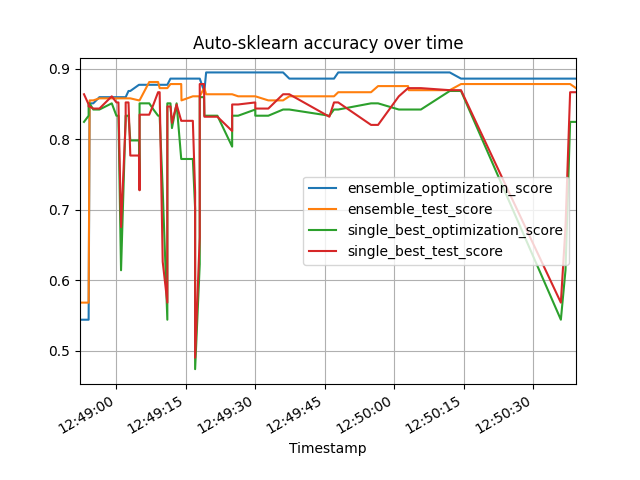 Auto-sklearn accuracy over time
0.9
0.8
0.7
0.6
0.5
ensemble_optimization_score
ensemble_test_score
single_best_optimization_score
single_best_test_score
12:49:00 12:49:15 12:49:30 12:49:45 12:50:00 12:50:15 12:50:30
Timestamp